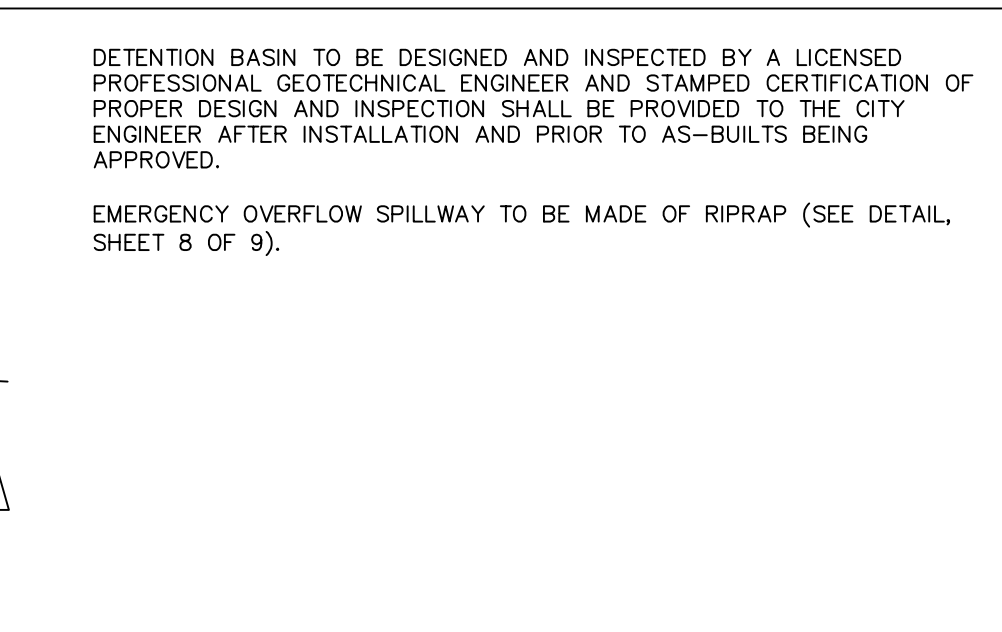 DETENTION BASIN TO BE DESIGNED AND INSPECTED BY A LICENSED
PROFESSIONAL GEOTECHNICAL ENGINEER AND STAMPED CERTIFICATION OF
PROPER DESIGN AND INSPECTION SHALL BE PROVIDED TO THE CITY
ENGINEER AFTER INSTALLATION AND PRIOR TO AS–BUILTS BEING
APPROVED.
EMERGENCY OVERFLOW SPILLWAY TO BE MADE OF RIPRAP (SEE DETAIL,
SHEET 8 OF 9).